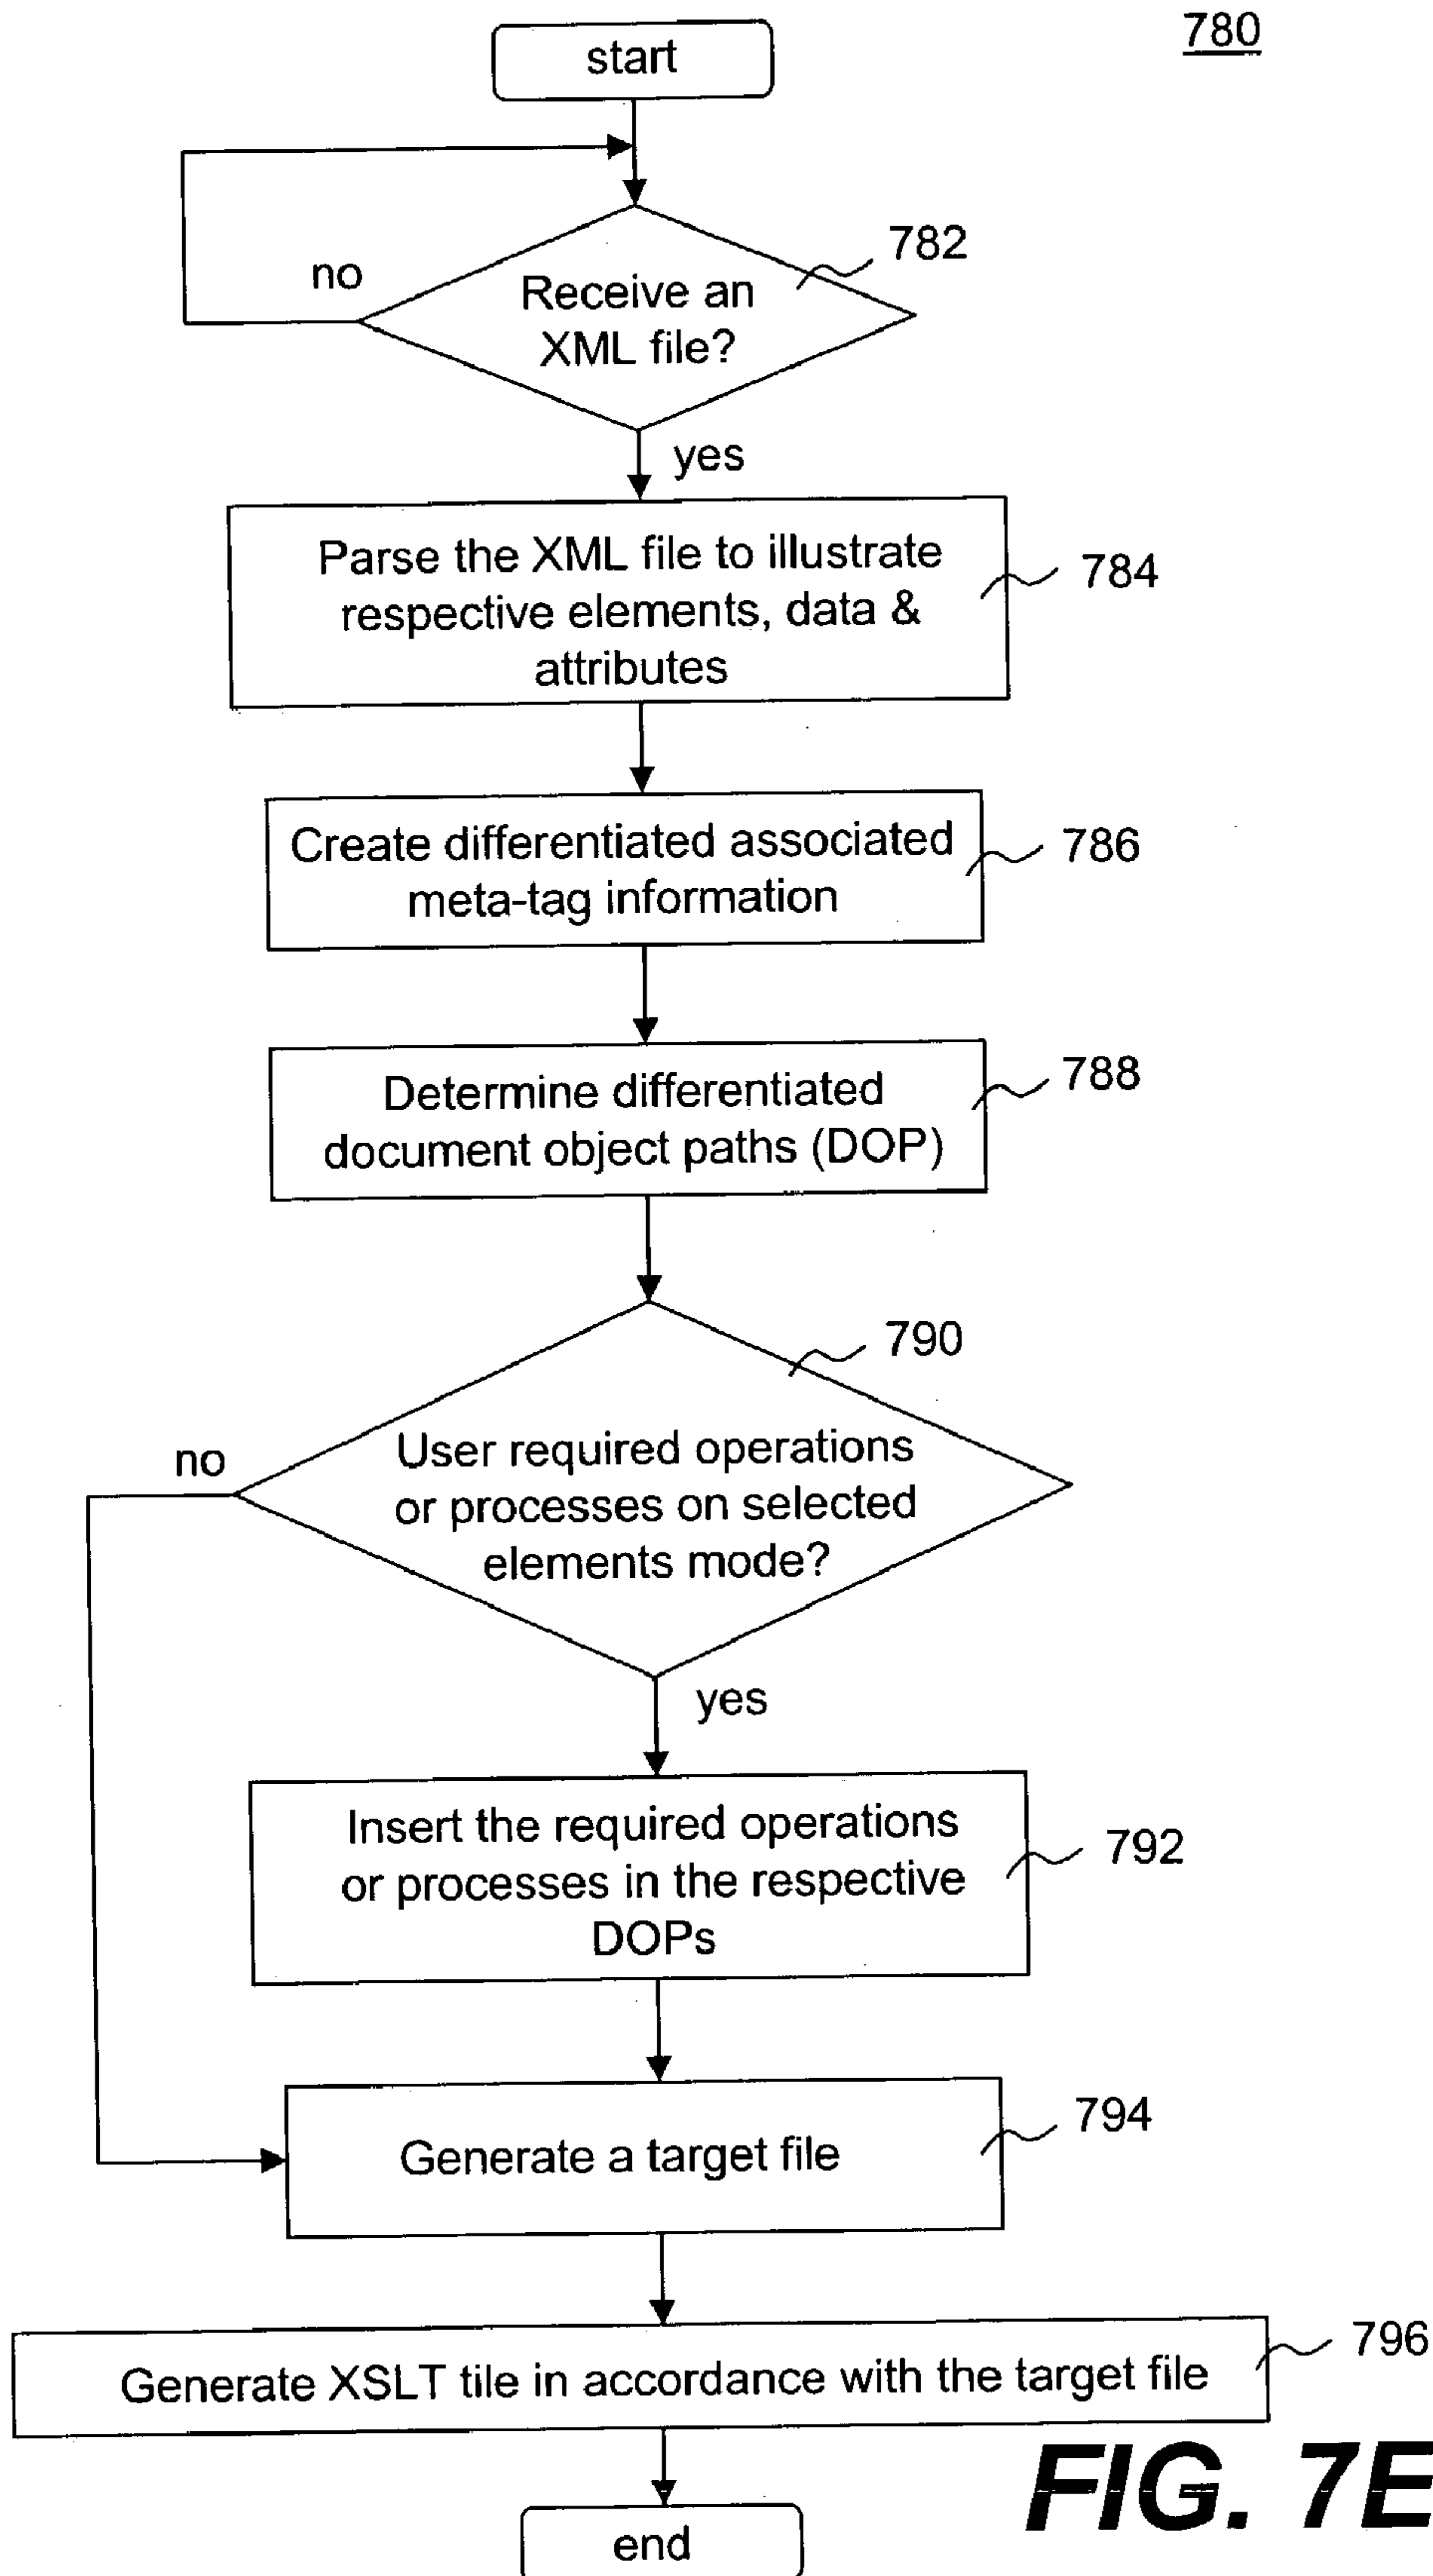 780
start
no
782
Receive an
XML file?
yes
Parse the XML file to illustrate
respective elements, data &
attributes
784
Create differentiated associated
meta-tag information
786
Determine differentiated
document object paths (DOP)
788
790
no
User required operations
or processes on selected
elements mode?
yes
Insert the required operations
or processes in the respective
DOPs
792
Generate a target file
794
Generate XSLT tile in accordance with the target file
796
FIG. 7E
end